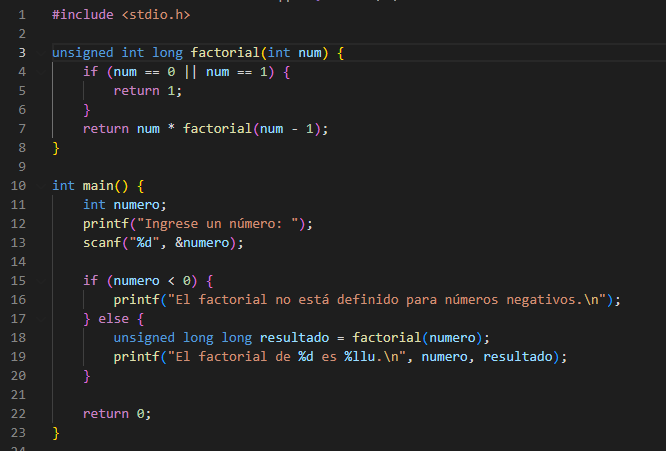 1 #include <stdio.h>
2
3 unsigned int long factorial(int num) {
4     if (num == 0 || num == 1) {
5         return 1;
6     }
7     return num * factorial(num - 1);
8 }
9
10 int main() {
11     int numero;
12     printf("Ingrese un número: ");
13     scanf("%d", &numero);
14
15     if (numero < 0) {
16         printf("El factorial no está definido para números negativos.\n");
17     } else {
18         unsigned long long resultado = factorial(numero);
19         printf("El factorial de %d es %llu.\n", numero, resultado);
20     }
21
22     return 0;
23 }